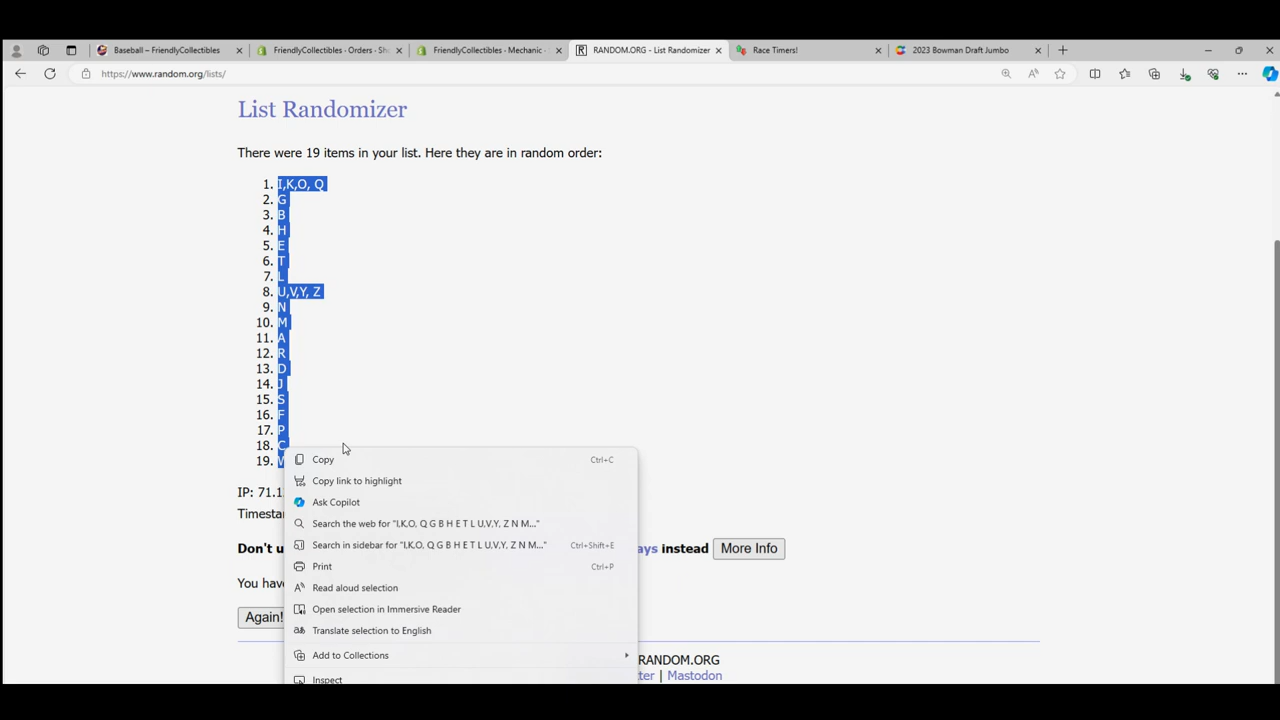 Baseball – FriendlyCollectibles
FriendlyCollectibles - Orders - Sh
FriendlyCollectibles - Mechanic -
RANDOM.ORG - List Randomizer
Race Timers!
2023 Bowman Draft Jumbo
https://www.random.org/lists/
List Randomizer
There were 19 items in your list. Here they are in random order:
1. I,K,O, Q
2. G
3. B
4. H
5. E
6. T
7. L
8. U,V,Y, Z
9. N
10. M
11. A
12. R
13. D
14. J
15. S
16. F
17. P
18. C
19.
Copy Ctrl+C
Copy link to highlight
IP: 71.1
Ask Copilot
Timesta
Search the web for "I,K,O, Q G B H E T L U,V,Y, Z N M..."
Search in sidebar for "I,K,O, Q G B H E T L U,V,Y, Z N M..." Ctrl+Shift+E
Don't u ays instead More Info
Print Ctrl+P
You have
Read aloud selection
Open selection in Immersive Reader
Again!
Translate selection to English
Add to Collections
RANDOM.ORG
tter | Mastodon
Inspect